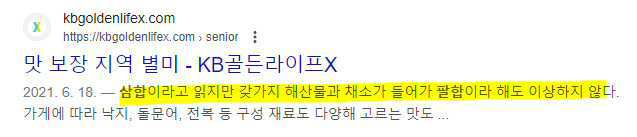 kbgoldenlifex.com
https://kbgoldenlifex.com › senior
맛 보장 지역 별미 - KB골든라이프X
2021. 6. 18. — 삼합이라고 읽지만 갖가지 해산물과 채소가 들어가 팔합이라 해도 이상하지 않다.
가게에 따라 낙지, 돌문어, 전복 등 구성 재료도 다양해 고르는 맛도 ...